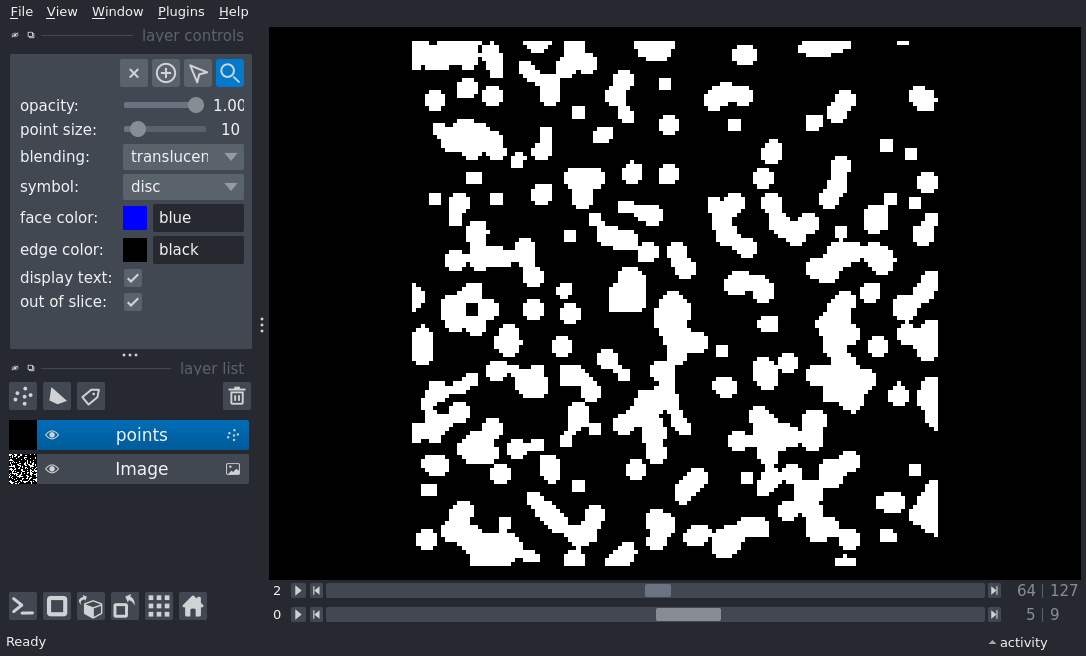 File View Window Plugins Help
layer controls
opacity: 1.00
point size: 10
blending: translucen
symbol: disc
face color: blue
edge color: black
display text:
out of slice:
layer list
points
Image
2 64 | 127
0 5 | 9
Ready activity